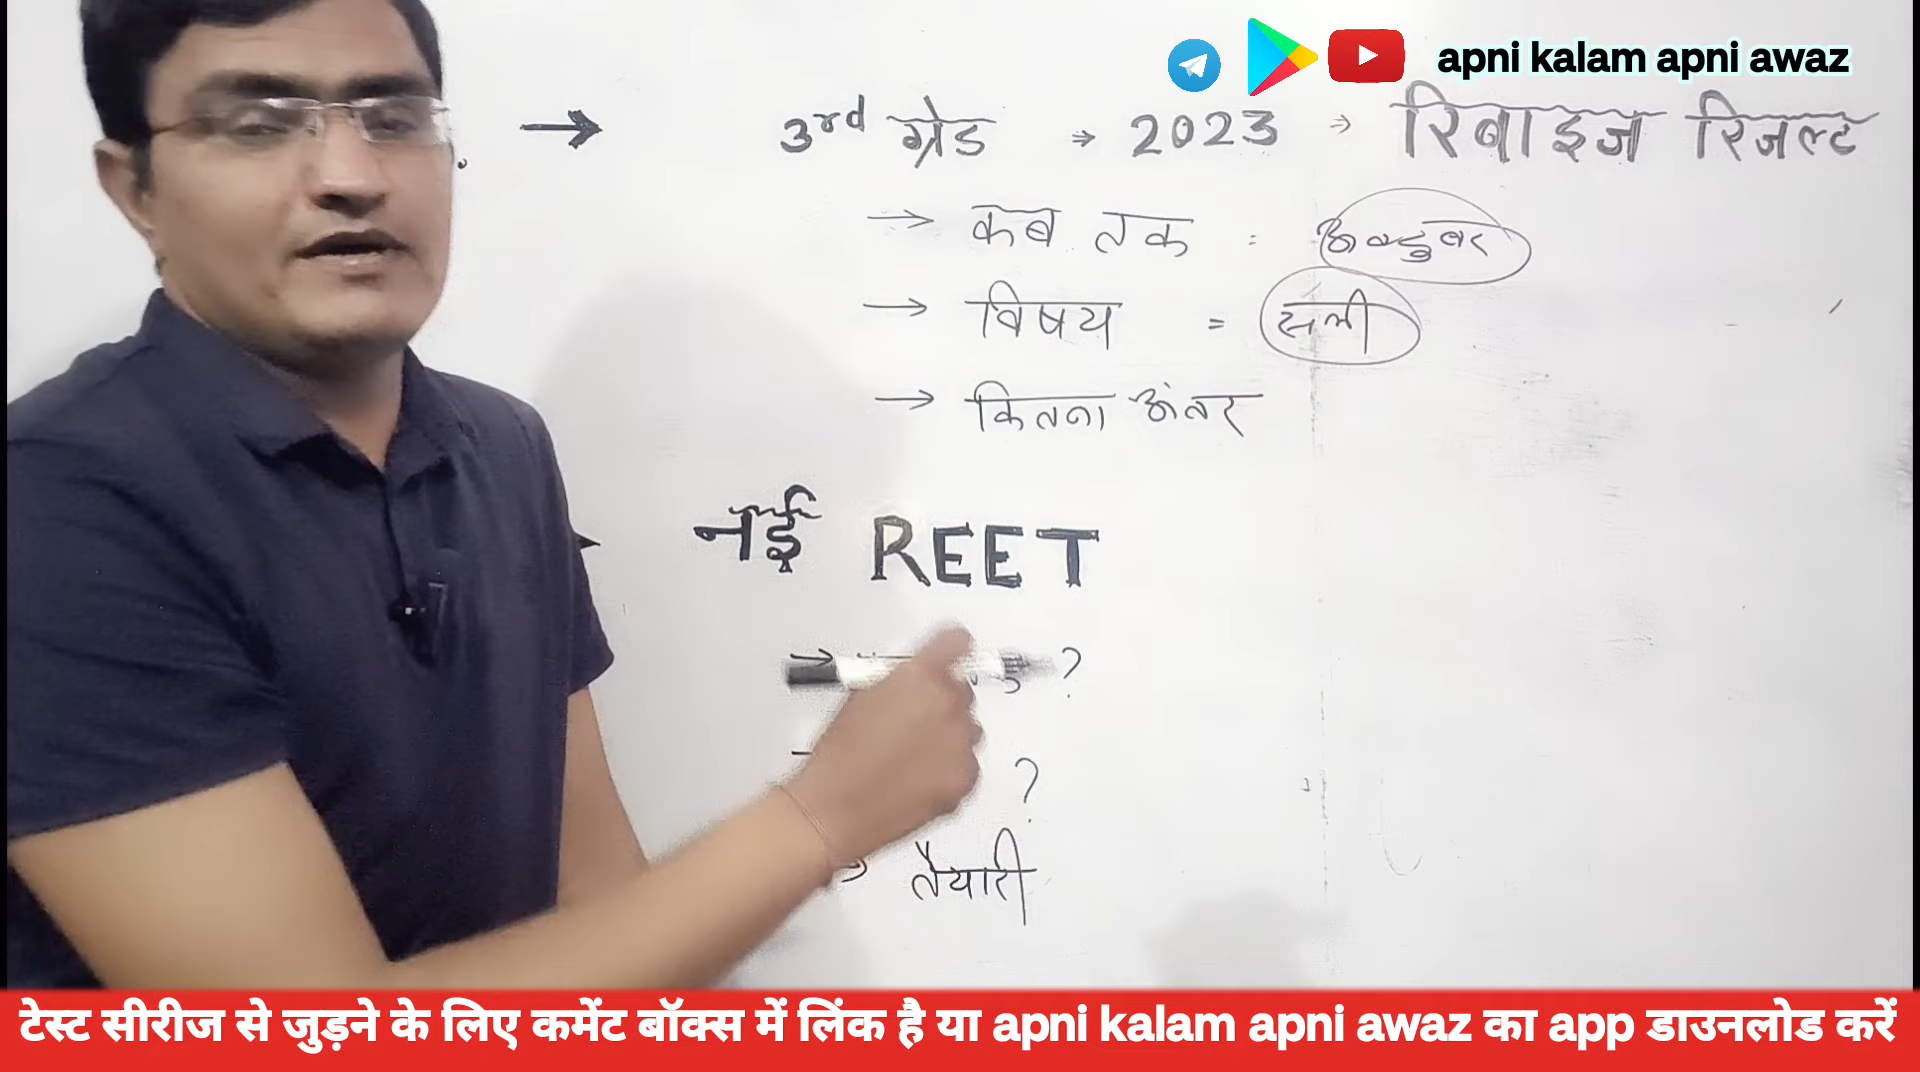 apni kalam apni awaz
→ 3rd ग्रेड ⇒ 2023 ⇒ रिबाइज रिजल्ट
→ कब तक = अक्टुबर
→ विषय =
→ कितना अंतर
नई REET
→ ?
?
तैयारी
टेस्ट सीरीज से जुड़ने के लिए कमेंट बॉक्स में लिंक है या apni kalam apni awaz का app डाउनलोड करें